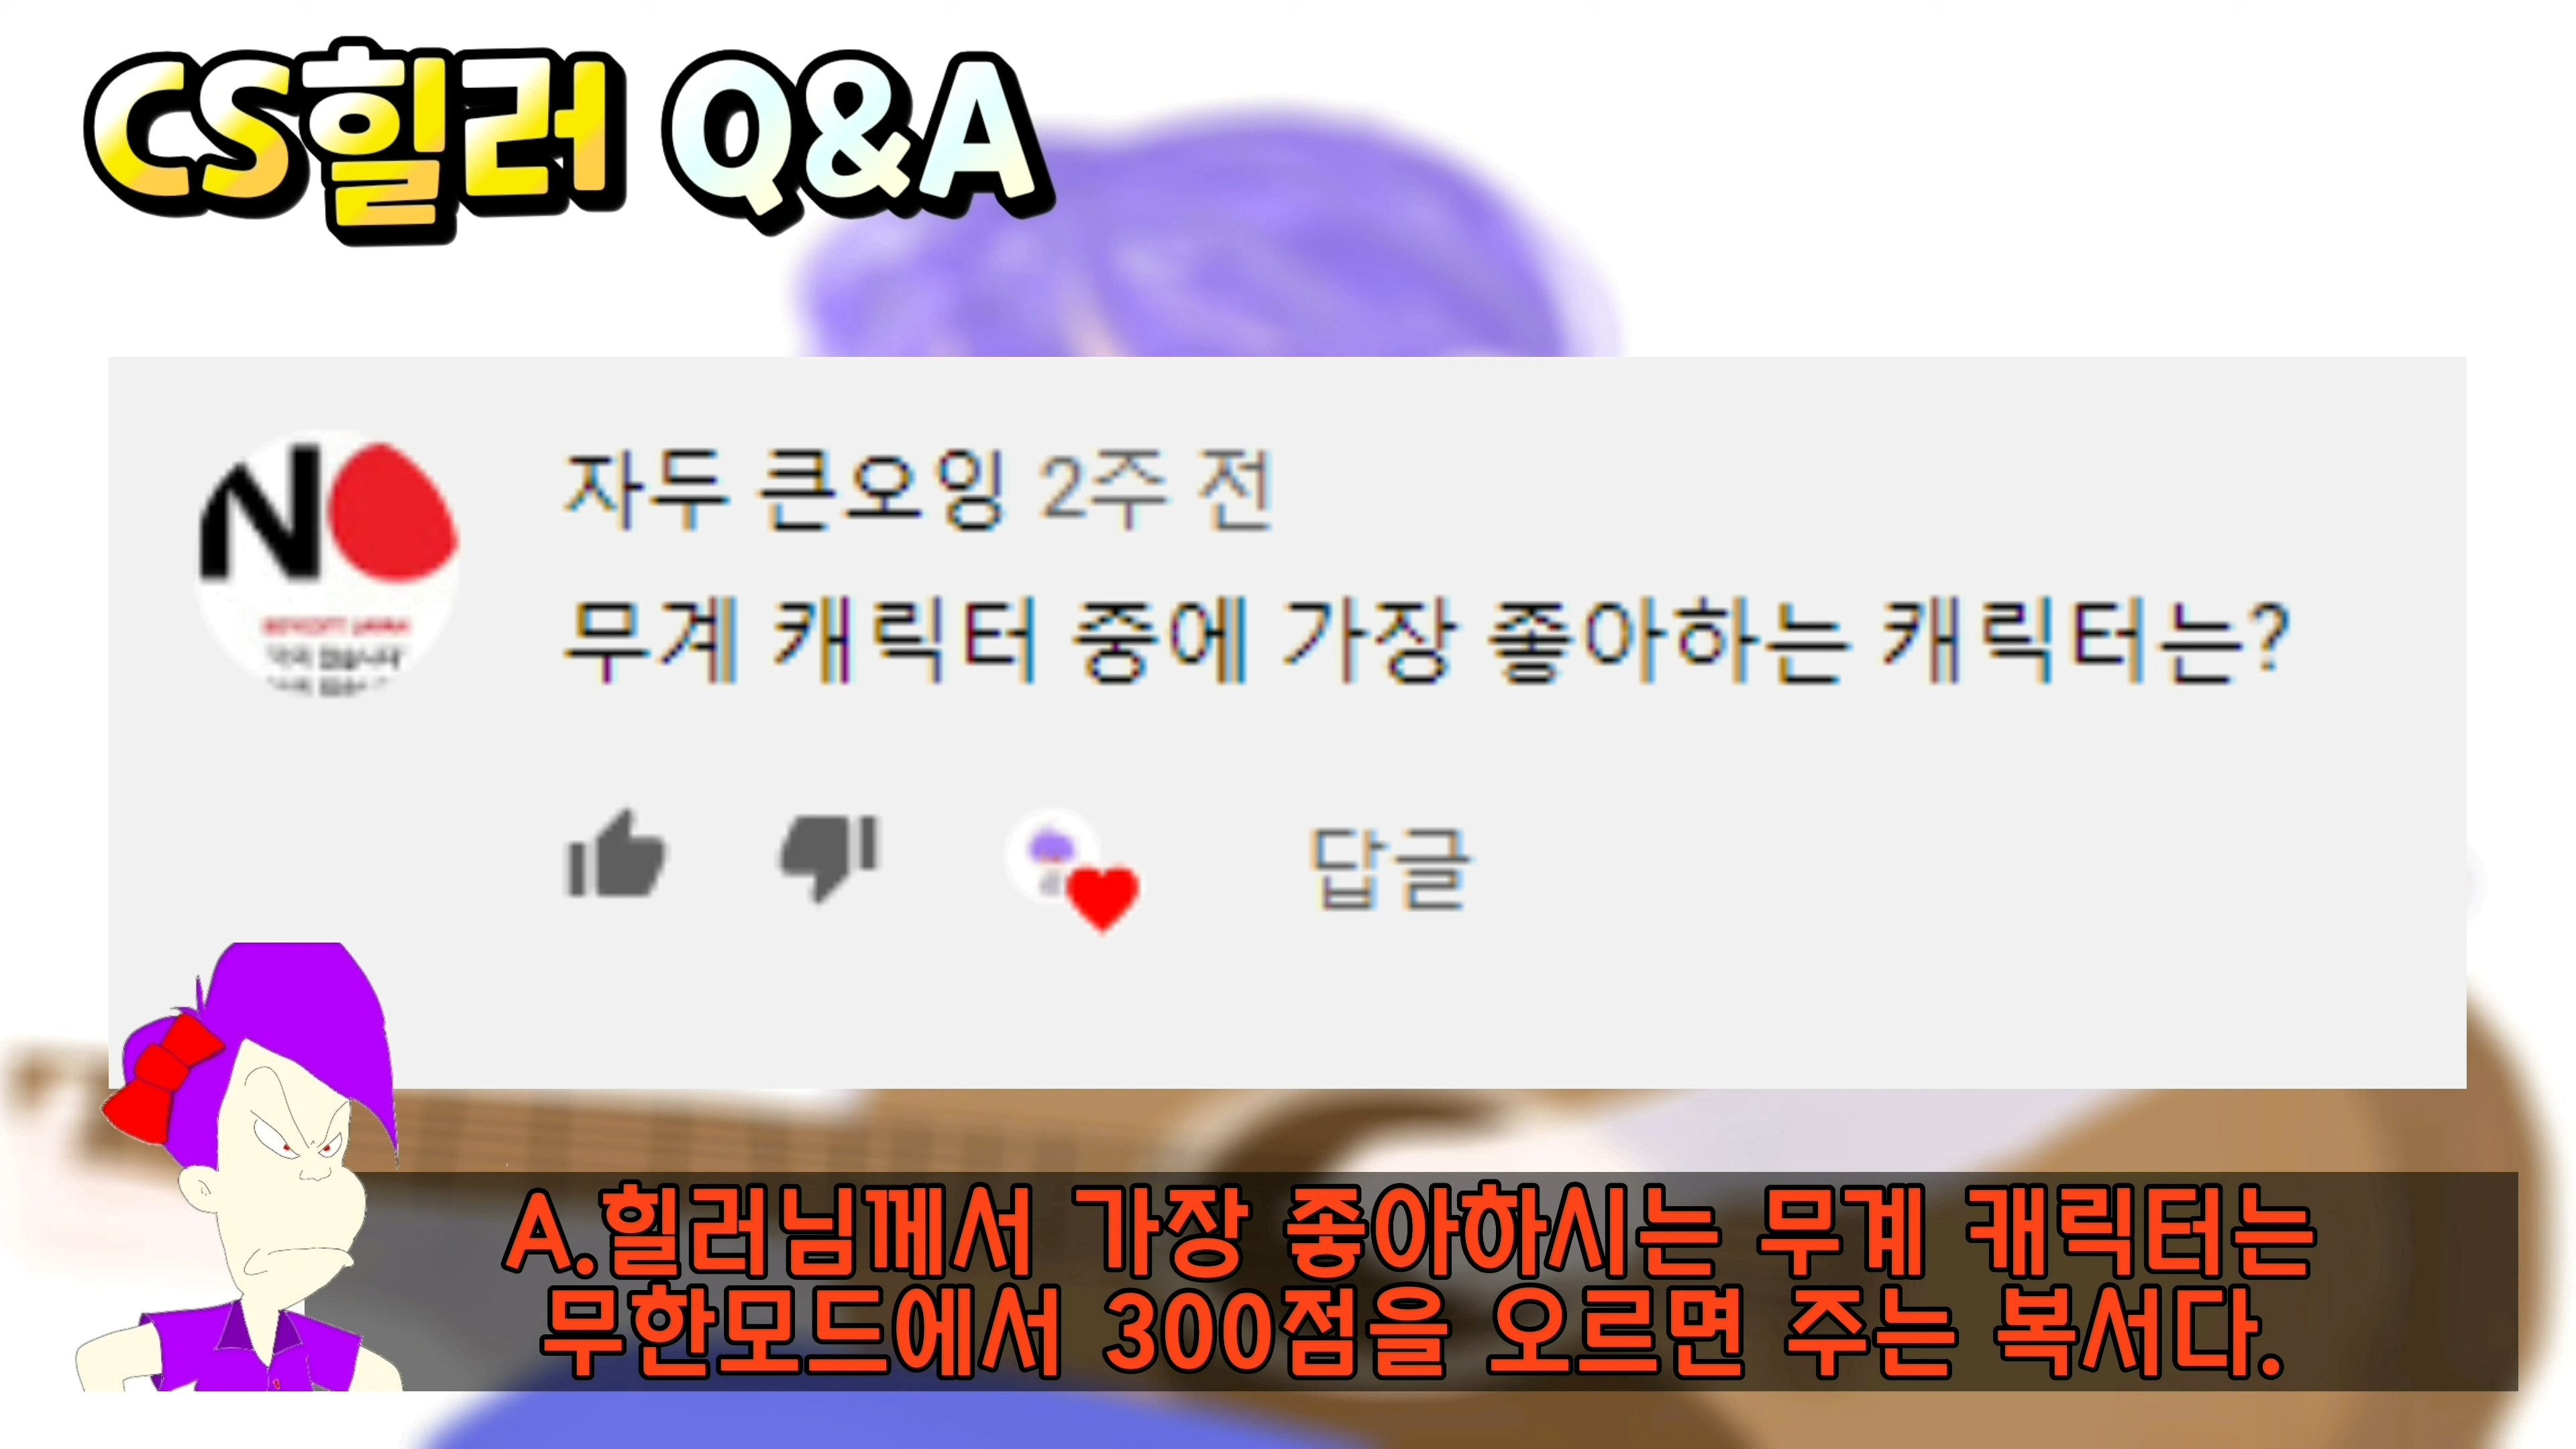 CS힐러 Q&A
NO
자두 큰오잉 2주 전
무계 캐릭터 중에 가장 좋아하는 캐릭터는?
답글
A.힐러님께서 가장 좋아하시는 무계 캐릭터는
무한모드에서 300점을 오르면 주는 복서다.